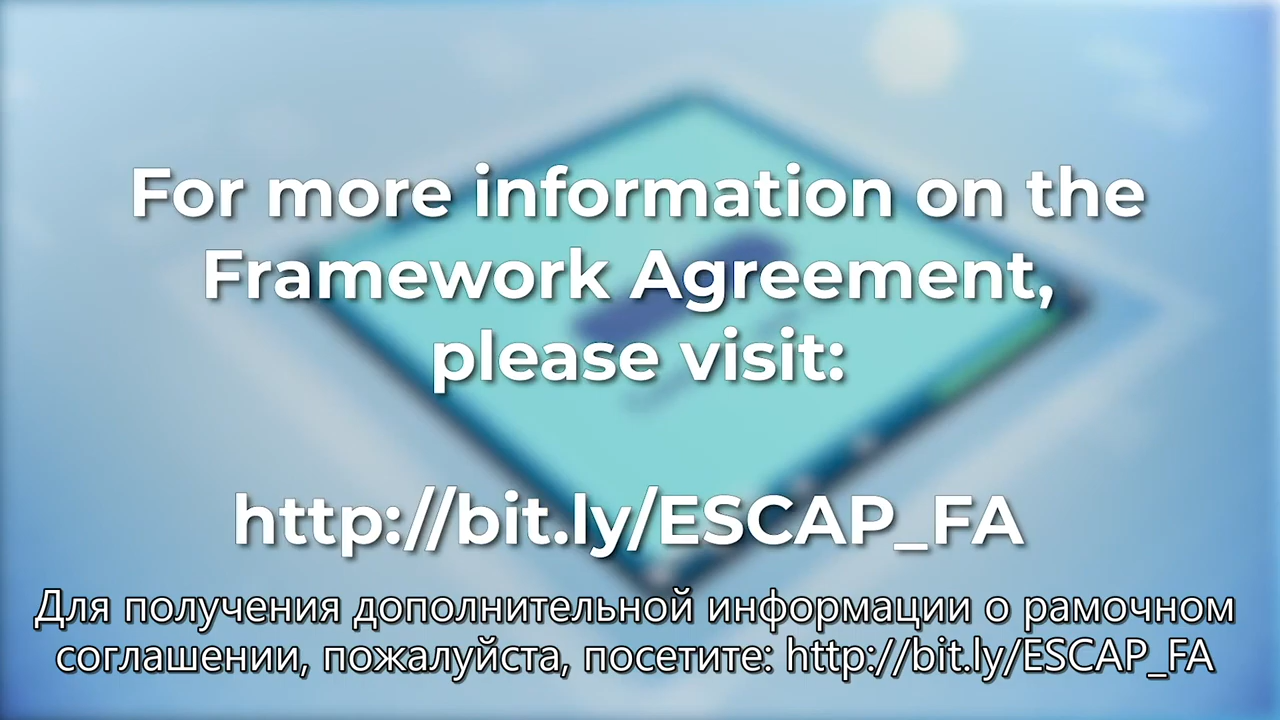 For more information on the
Framework Agreement,
please visit:
http://bit.ly/ESCAP_FA
Для получения дополнительной информации о рамочном
соглашении, пожалуйста, посетите: http://bit.ly/ESCAP_FA